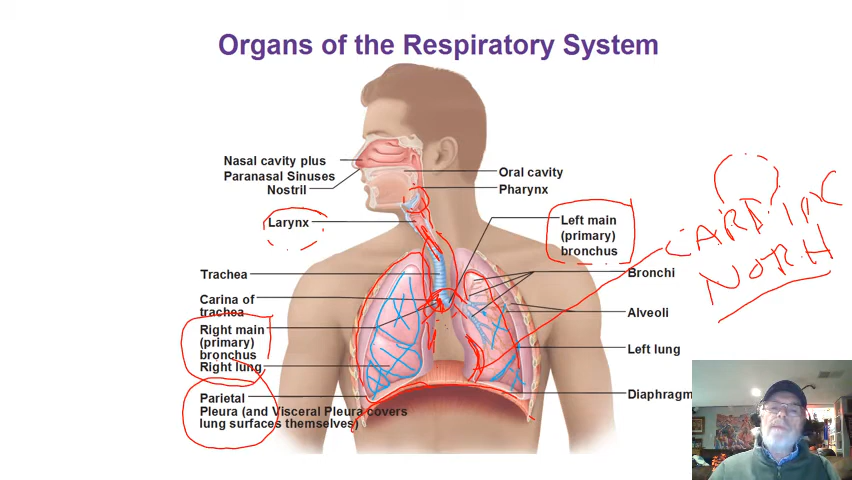 Organs of the Respiratory System
Nasal cavity plus
Paranasal Sinuses
Nostril
Oral cavity
Pharynx
Larynx
Left main
(primary)
bronchus
CARDIAC
NOTCH
Trachea
Bronchi
Carina of
trachea
Alveoli
Right main
(primary)
bronchus
Right lung
Left lung
Parietal
Pleura (and Visceral Pleura covers
lung surfaces themselves)
Diaphragm